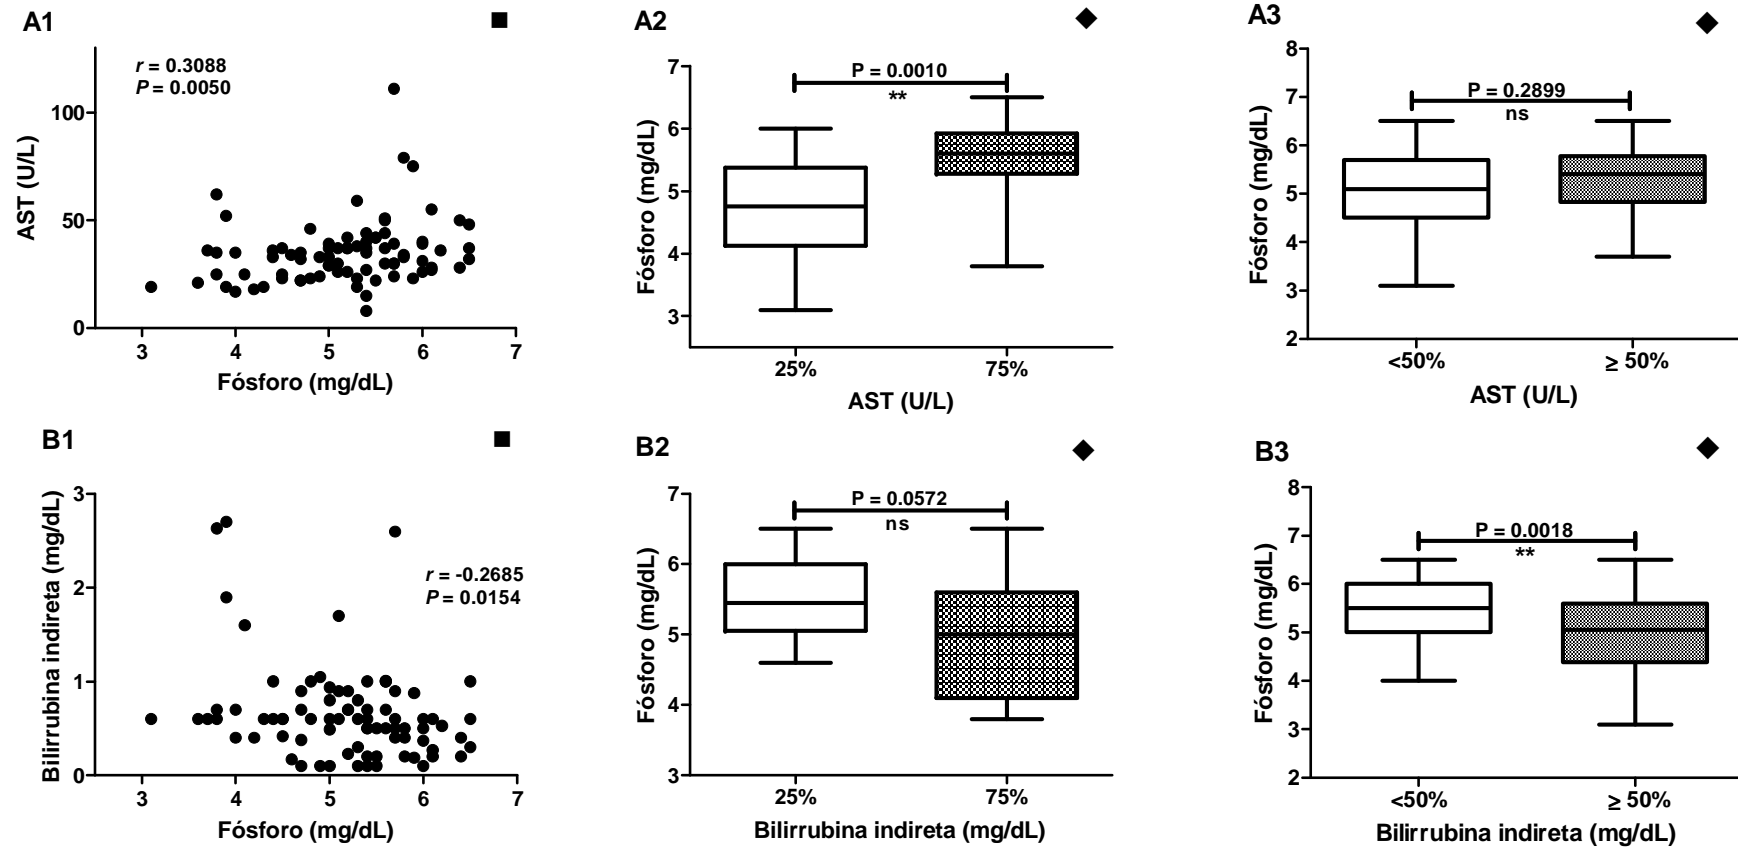 A1
r = 0.3088
P = 0.0050
AST (U/L)
100
50
0
3 4 5 6 7
Fósforo (mg/dL)
A2
P = 0.0010
**
Fósforo (mg/dL)
7
6
5
4
3
25% 75%
AST (U/L)
A3
P = 0.2899
ns
Fósforo (mg/dL)
8
7
6
5
4
3
2
<50% ≥ 50%
AST (U/L)
B1
r = -0.2685
P = 0.0154
Bilirrubina indireta (mg/dL)
3
2
1
0
3 4 5 6 7
Fósforo (mg/dL)
B2
P = 0.0572
ns
Fósforo (mg/dL)
7
6
5
4
3
25% 75%
Bilirrubina indireta (mg/dL)
B3
P = 0.0018
**
Fósforo (mg/dL)
8
7
6
5
4
3
2
<50% ≥ 50%
Bilirrubina indireta (mg/dL)